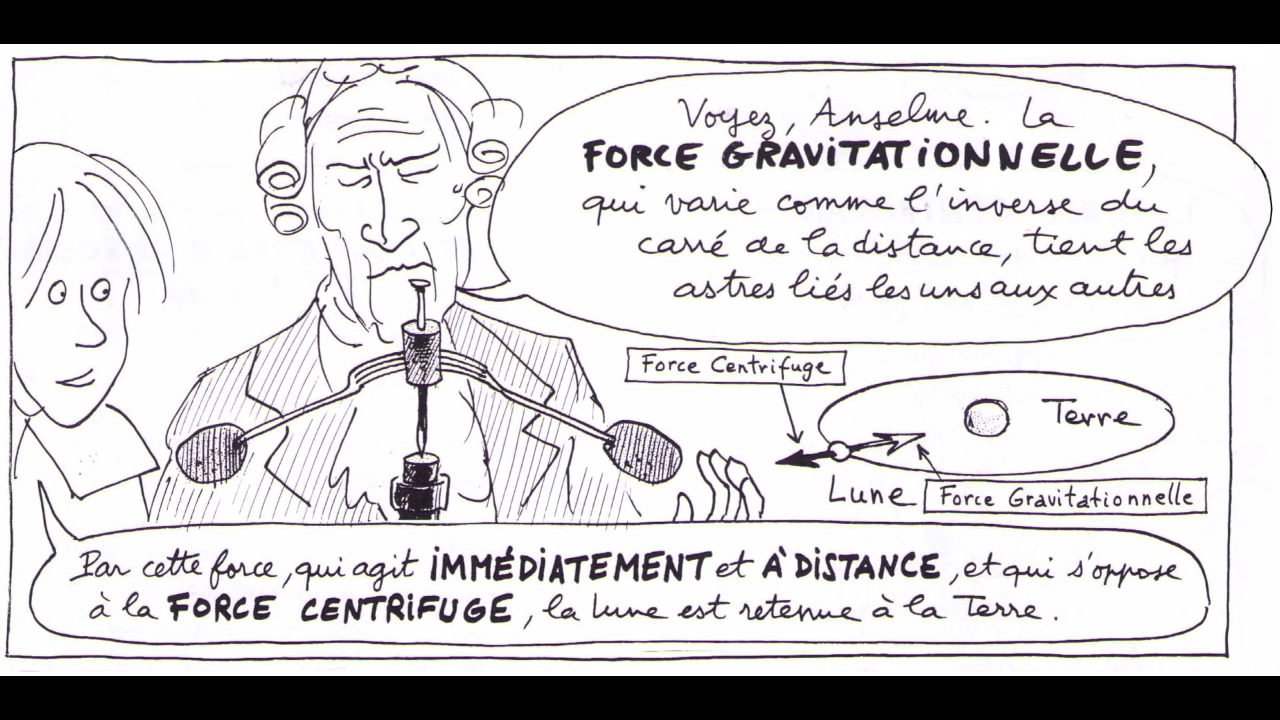 Voyez, Anselme. La
FORCE GRAVITATIONNELLE,
qui varie comme l'inverse du
carré de la distance, tient les
astres liés les uns aux autres
Force Centrifuge
Terre
Lune
Force Gravitationnelle
Par cette force, qui agit IMMÉDIATEMENT et À DISTANCE, et qui s'oppose
à la FORCE CENTRIFUGE, la Lune est retenue à la Terre.